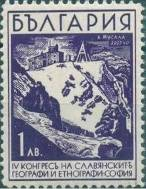 БЪЛГАРИЯ
В. МУСАЛА
1 ЛВ.
IV КОНГРЕСЪ НА СЛАВЯНСКИТѢ
ГЕОГРАФИ И ЕТНОГРАФИ-СОФИЯ